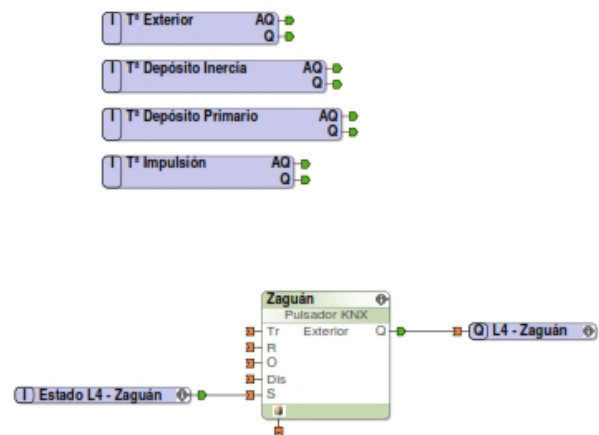 I Tª Exterior AQ
Q
I Tª Depósito Inercia AQ
Q
I Tª Depósito Primario AQ
Q
I Tª Impulsión AQ
Q
Zaguán
Pulsador KNX
Tr Exterior Q
Q L4 - Zaguán
R
O
Dis
I Estado L4 - Zaguán
S